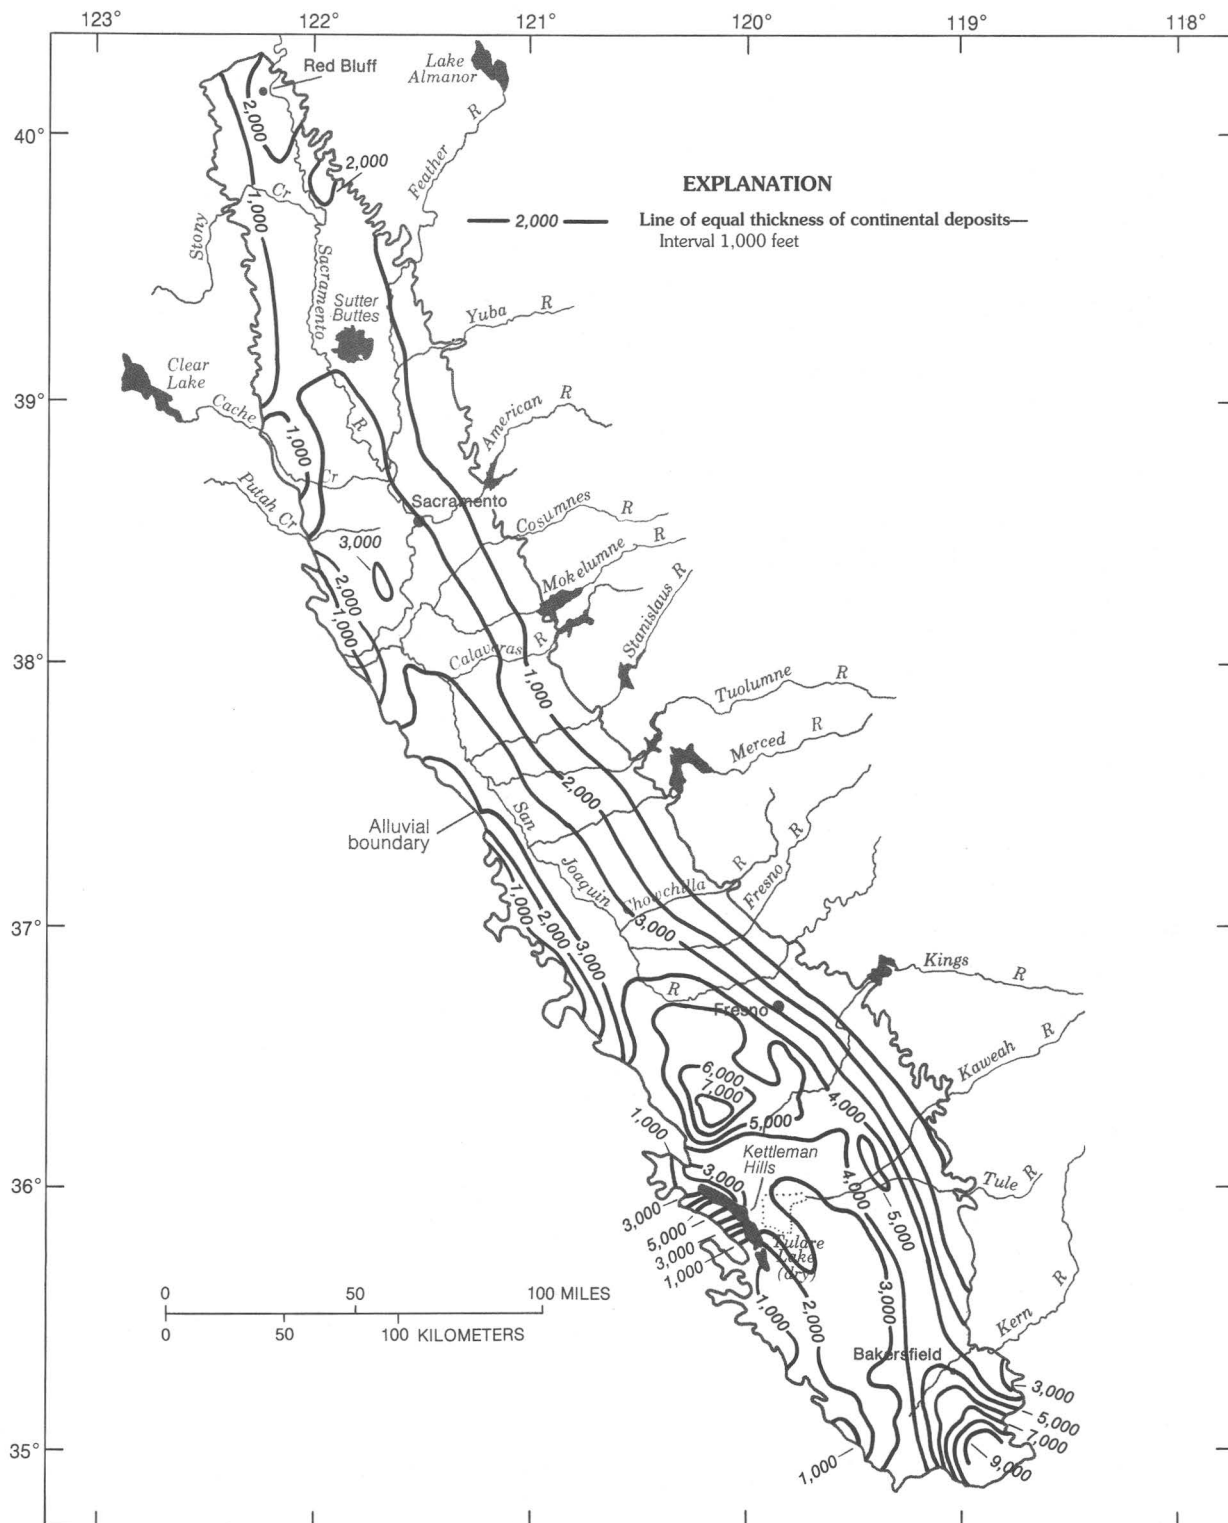 123° 122° 121° 120° 119° 118°
Red Bluff
Lake
Almanor
R
40°
2,000
2,000
Feather
EXPLANATION
2,000
Line of equal thickness of continental deposits—
Interval 1,000 feet
Cr
1,000
Stony
Sacramento
Sutter
Buttes
Yuba R
Clear
Lake
39°
Cache
American R
R
1,000
Cr
Putah Cr
Sacramento
Cosumnes R
3,000
Mokelumne R
2,000
1,000
Stanislaus R
Calaveras R
38°
1,000
Tuolumne R
Merced R
2,000
San
Alluvial
boundary
Joaquin
R
R
Chowchilla
Fresno
1,000
2,000
3,000
3,000
37°
Kings R
R
Fresno
R
Kaweah
6,000
7,000
4,000
5,000
1,000
Kettleman
Hills
3,000
4,000
Tule R
36°
3,000
5,000
5,000
3,000
Tulare
Lake
(dry)
1,000
3,000
R
0 50 100 MILES
1,000
2,000
Kern
0 50 100 KILOMETERS
Bakersfield
3,000
5,000
7,000
35°
9,000
1,000